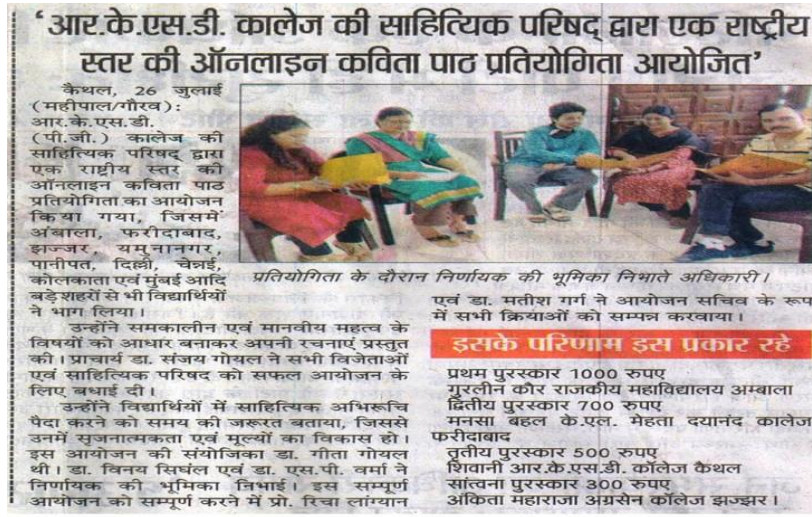 ‘आर.के.एस.डी. कालेज की साहित्यिक परिषद् द्वारा एक राष्ट्रीय
स्तर की ऑनलाइन कविता पाठ प्रतियोगिता आयोजित’
कैथल, 26 जुलाई
(महीपाल/गौरव):
आर.के.एस.डी.
(पी.जी.) कालेज की
साहित्यिक परिषद् द्वारा
एक राष्ट्रीय स्तर की
ऑनलाइन कविता पाठ
प्रतियोगिता का आयोजन
किया गया, जिसमें
अंबाला, फरीदाबाद,
झज्जर, यमुनानगर,
पानीपत, दिल्ली, चेन्नई,
कोलकाता एवं मुंबई आदि
बड़े शहरों से भी विद्यार्थियों
ने भाग लिया।
उन्होंने समकालीन एवं मानवीय महत्व के
विषयों को आधार बनाकर अपनी रचनाएं प्रस्तुत
की। प्राचार्य डा. संजय गोयल ने सभी विजेताओं
एवं साहित्यिक परिषद को सफल आयोजन के
लिए बधाई दी।
उन्होंने विद्यार्थियों में साहित्यिक अभिरूचि
पैदा करने को समय की जरूरत बताया, जिससे
उनमें सृजनात्मकता एवं मूल्यों का विकास हो।
इस आयोजन की संयोजिका डा. गीता गोयल
थी। डा. विनय सिंघल एवं डा. एस.पी. वर्मा ने
निर्णायक की भूमिका निभाई। इस सम्पूर्ण
आयोजन को सम्पूर्ण करने में प्रो. रिचा लांग्यान
प्रतियोगिता के दौरान निर्णायक की भूमिका निभाते अधिकारी।
एवं डा. मतीश गर्ग ने आयोजन सचिव के रूप
में सभी क्रियाओं को सम्पन्न करवाया।
इसके परिणाम इस प्रकार रहे
प्रथम पुरस्कार 1000 रुपए
गुरलीन कौर राजकीय महाविद्यालय अम्बाला
द्वितीय पुरस्कार 700 रुपए
मनसा बहल के.एल. मेहता दयानंद कालेज
फरीदाबाद
तृतीय पुरस्कार 500 रुपए
शिवानी आर.के.एस.डी. कॉलेज कैथल
सांत्वना पुरस्कार 300 रुपए
अंकिता महाराजा अग्रसेन कॉलेज झज्झर।